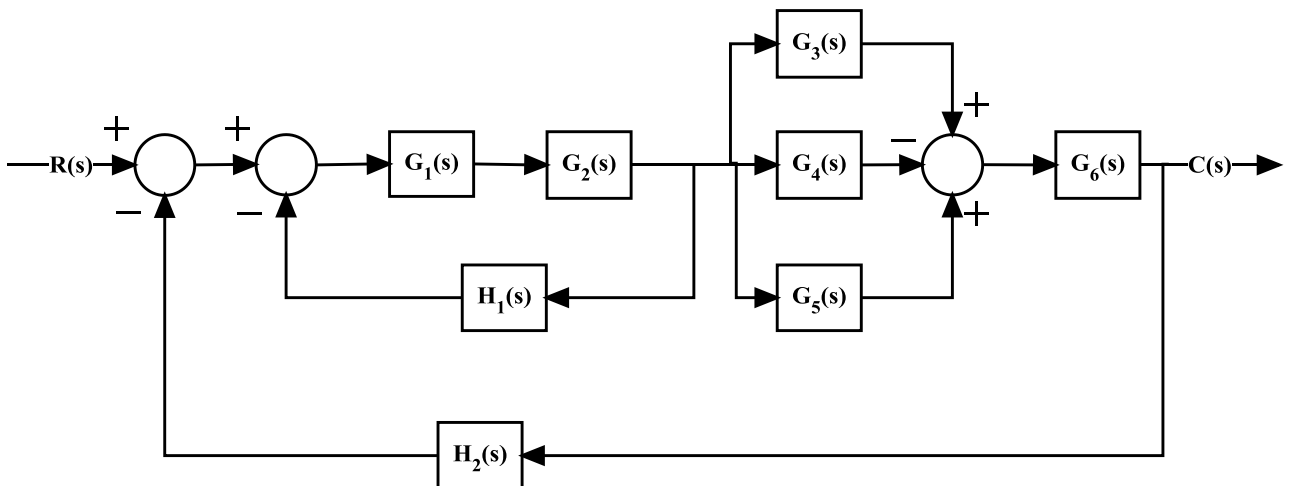 G3(s)
+
+
+
R(s)
G1(s)
G2(s)
−
G4(s)
G6(s)
C(s)
−
−
+
H1(s)
G5(s)
H2(s)